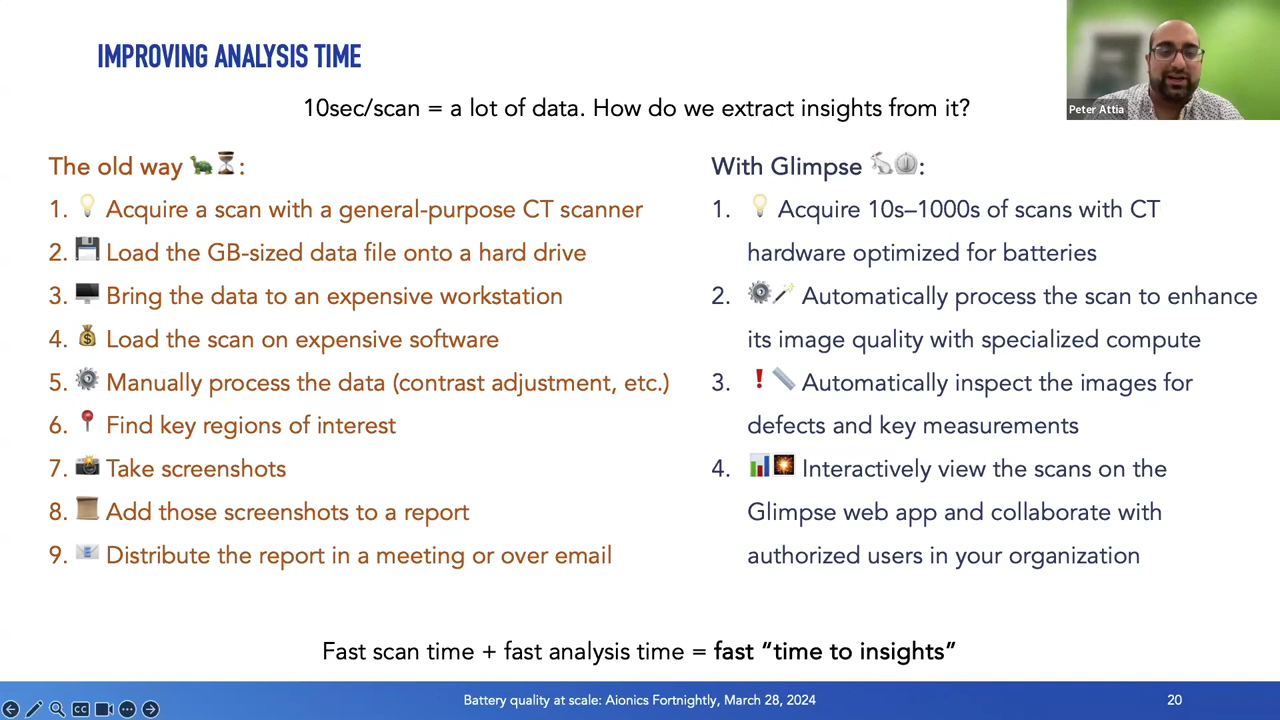 IMPROVING ANALYSIS TIME
10sec/scan = a lot of data. How do we extract insights from it?
Peter Attia
The old way 🐢⏳:
1. 💡 Acquire a scan with a general-purpose CT scanner
2. 💾 Load the GB-sized data file onto a hard drive
3. 🖥️ Bring the data to an expensive workstation
4. 💰 Load the scan on expensive software
5. ⚙️ Manually process the data (contrast adjustment, etc.)
6. 📍 Find key regions of interest
7. 📸 Take screenshots
8. 📜 Add those screenshots to a report
9. 📧 Distribute the report in a meeting or over email
With Glimpse 🐇⏲️:
1. 💡 Acquire 10s–1000s of scans with CT
hardware optimized for batteries
2. ⚙️🪄 Automatically process the scan to enhance
its image quality with specialized compute
3. ❗📏 Automatically inspect the images for
defects and key measurements
4. 📊🎇 Interactively view the scans on the
Glimpse web app and collaborate with
authorized users in your organization
Fast scan time + fast analysis time = fast “time to insights”
CC
Battery quality at scale: Aionics Fortnightly, March 28, 2024
20